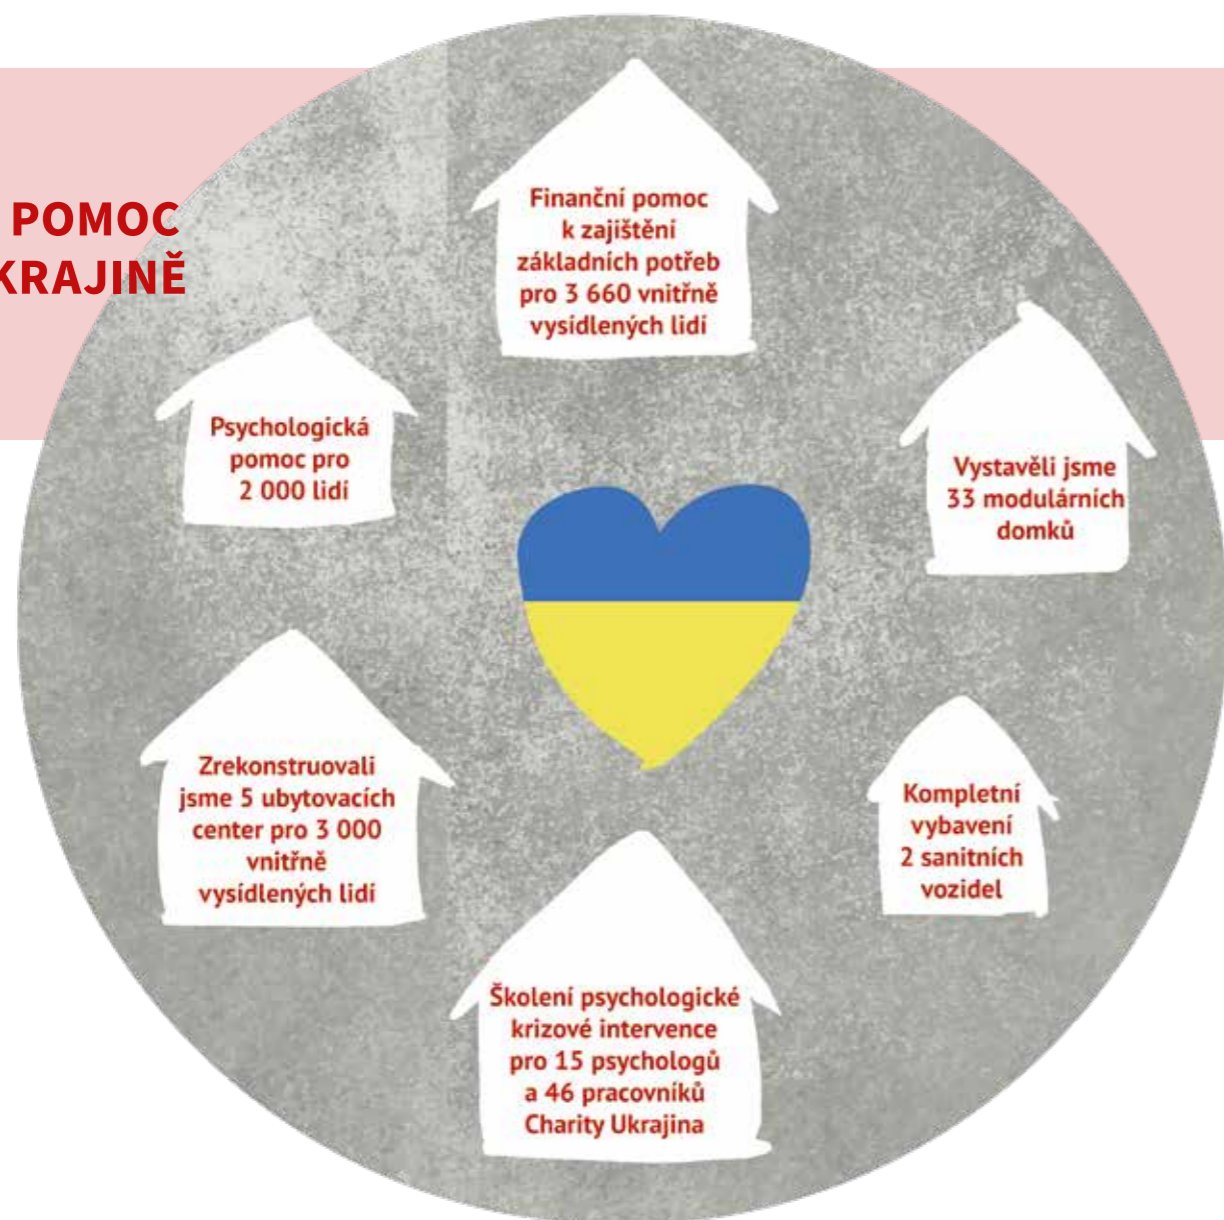 POMOC
KRAJINĚ
Finanční pomoc
k zajištění
základních potřeb
pro 3 660 vnitřně
vysídlených lidí
Psychologická
pomoc pro
2 000 lidí
Vystavěli jsme
33 modulárních
domků
Zrekonstruovali
jsme 5 ubytovacích
center pro 3 000
vnitřně
vysídlených lidí
Kompletní
vybavení
2 sanitních
vozidel
Školení psychologické
krizové intervence
pro 15 psychologů
a 46 pracovníků
Charity Ukrajina